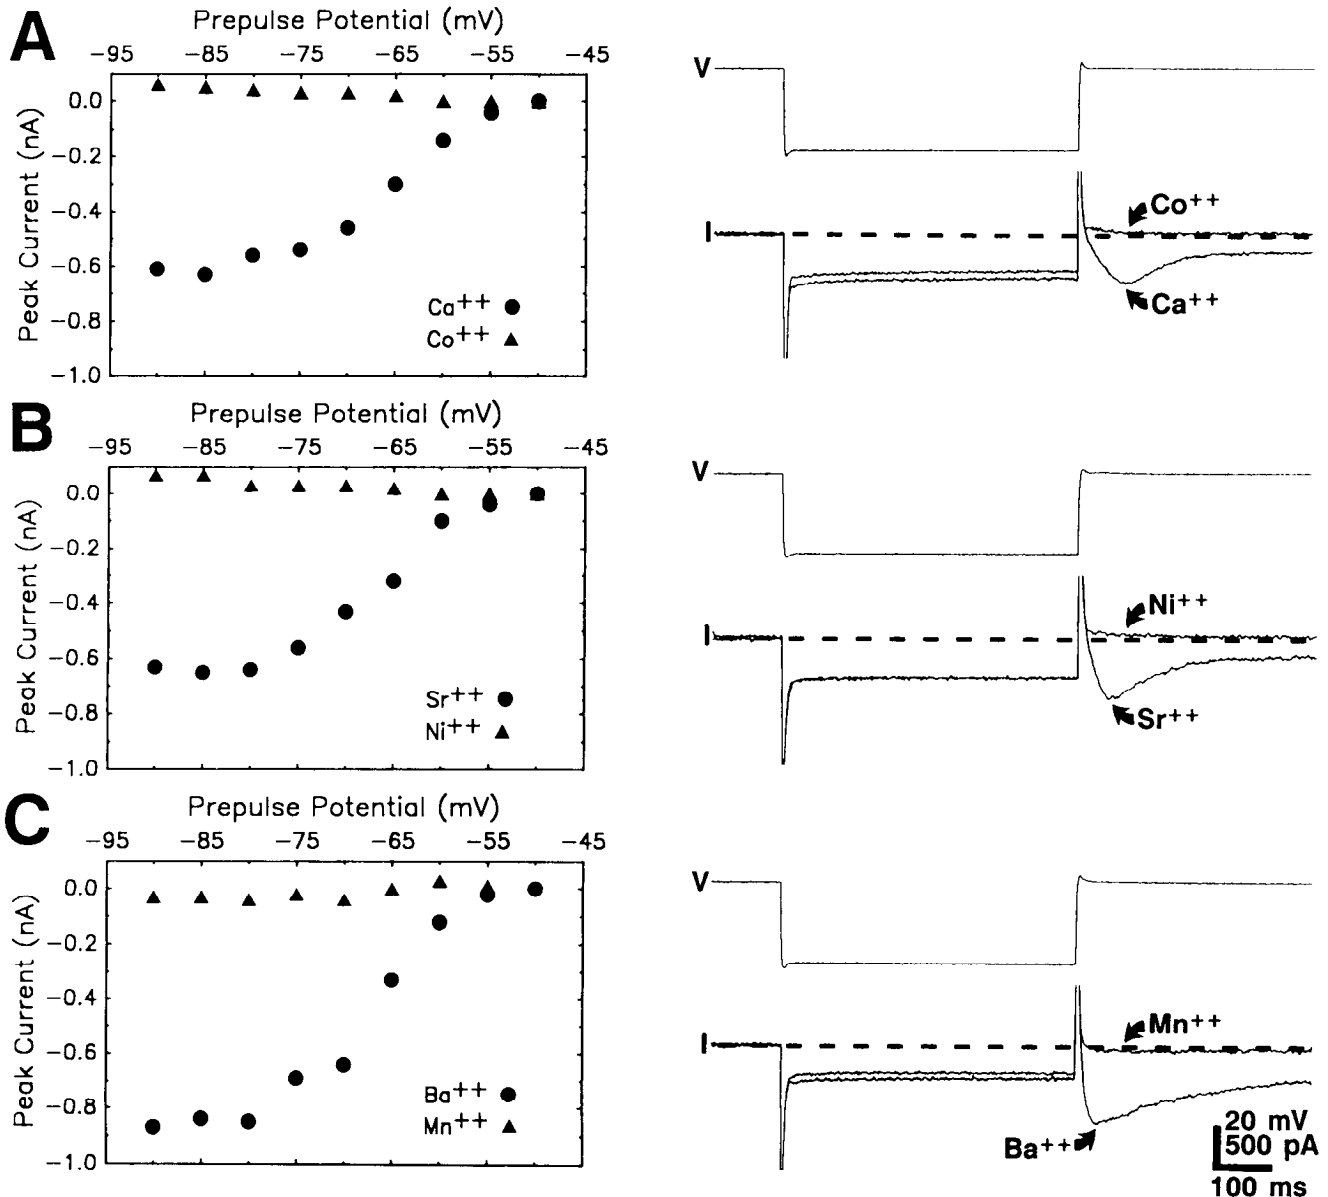 A
Prepulse Potential (mV)
−95 −85 −75 −65 −55 −45
Peak Current (nA)
0.0
−0.2
−0.4
−0.6
−0.8
−1.0
Ca++
Co++
V
I
Co++
Ca++
B
Prepulse Potential (mV)
−95 −85 −75 −65 −55 −45
Peak Current (nA)
0.0
−0.2
−0.4
−0.6
−0.8
−1.0
Sr++
Ni++
V
I
Ni++
Sr++
C
Prepulse Potential (mV)
−95 −85 −75 −65 −55 −45
Peak Current (nA)
0.0
−0.2
−0.4
−0.6
−0.8
−1.0
Ba++
Mn++
V
I
Mn++
Ba++
20 mV
500 pA
100 ms